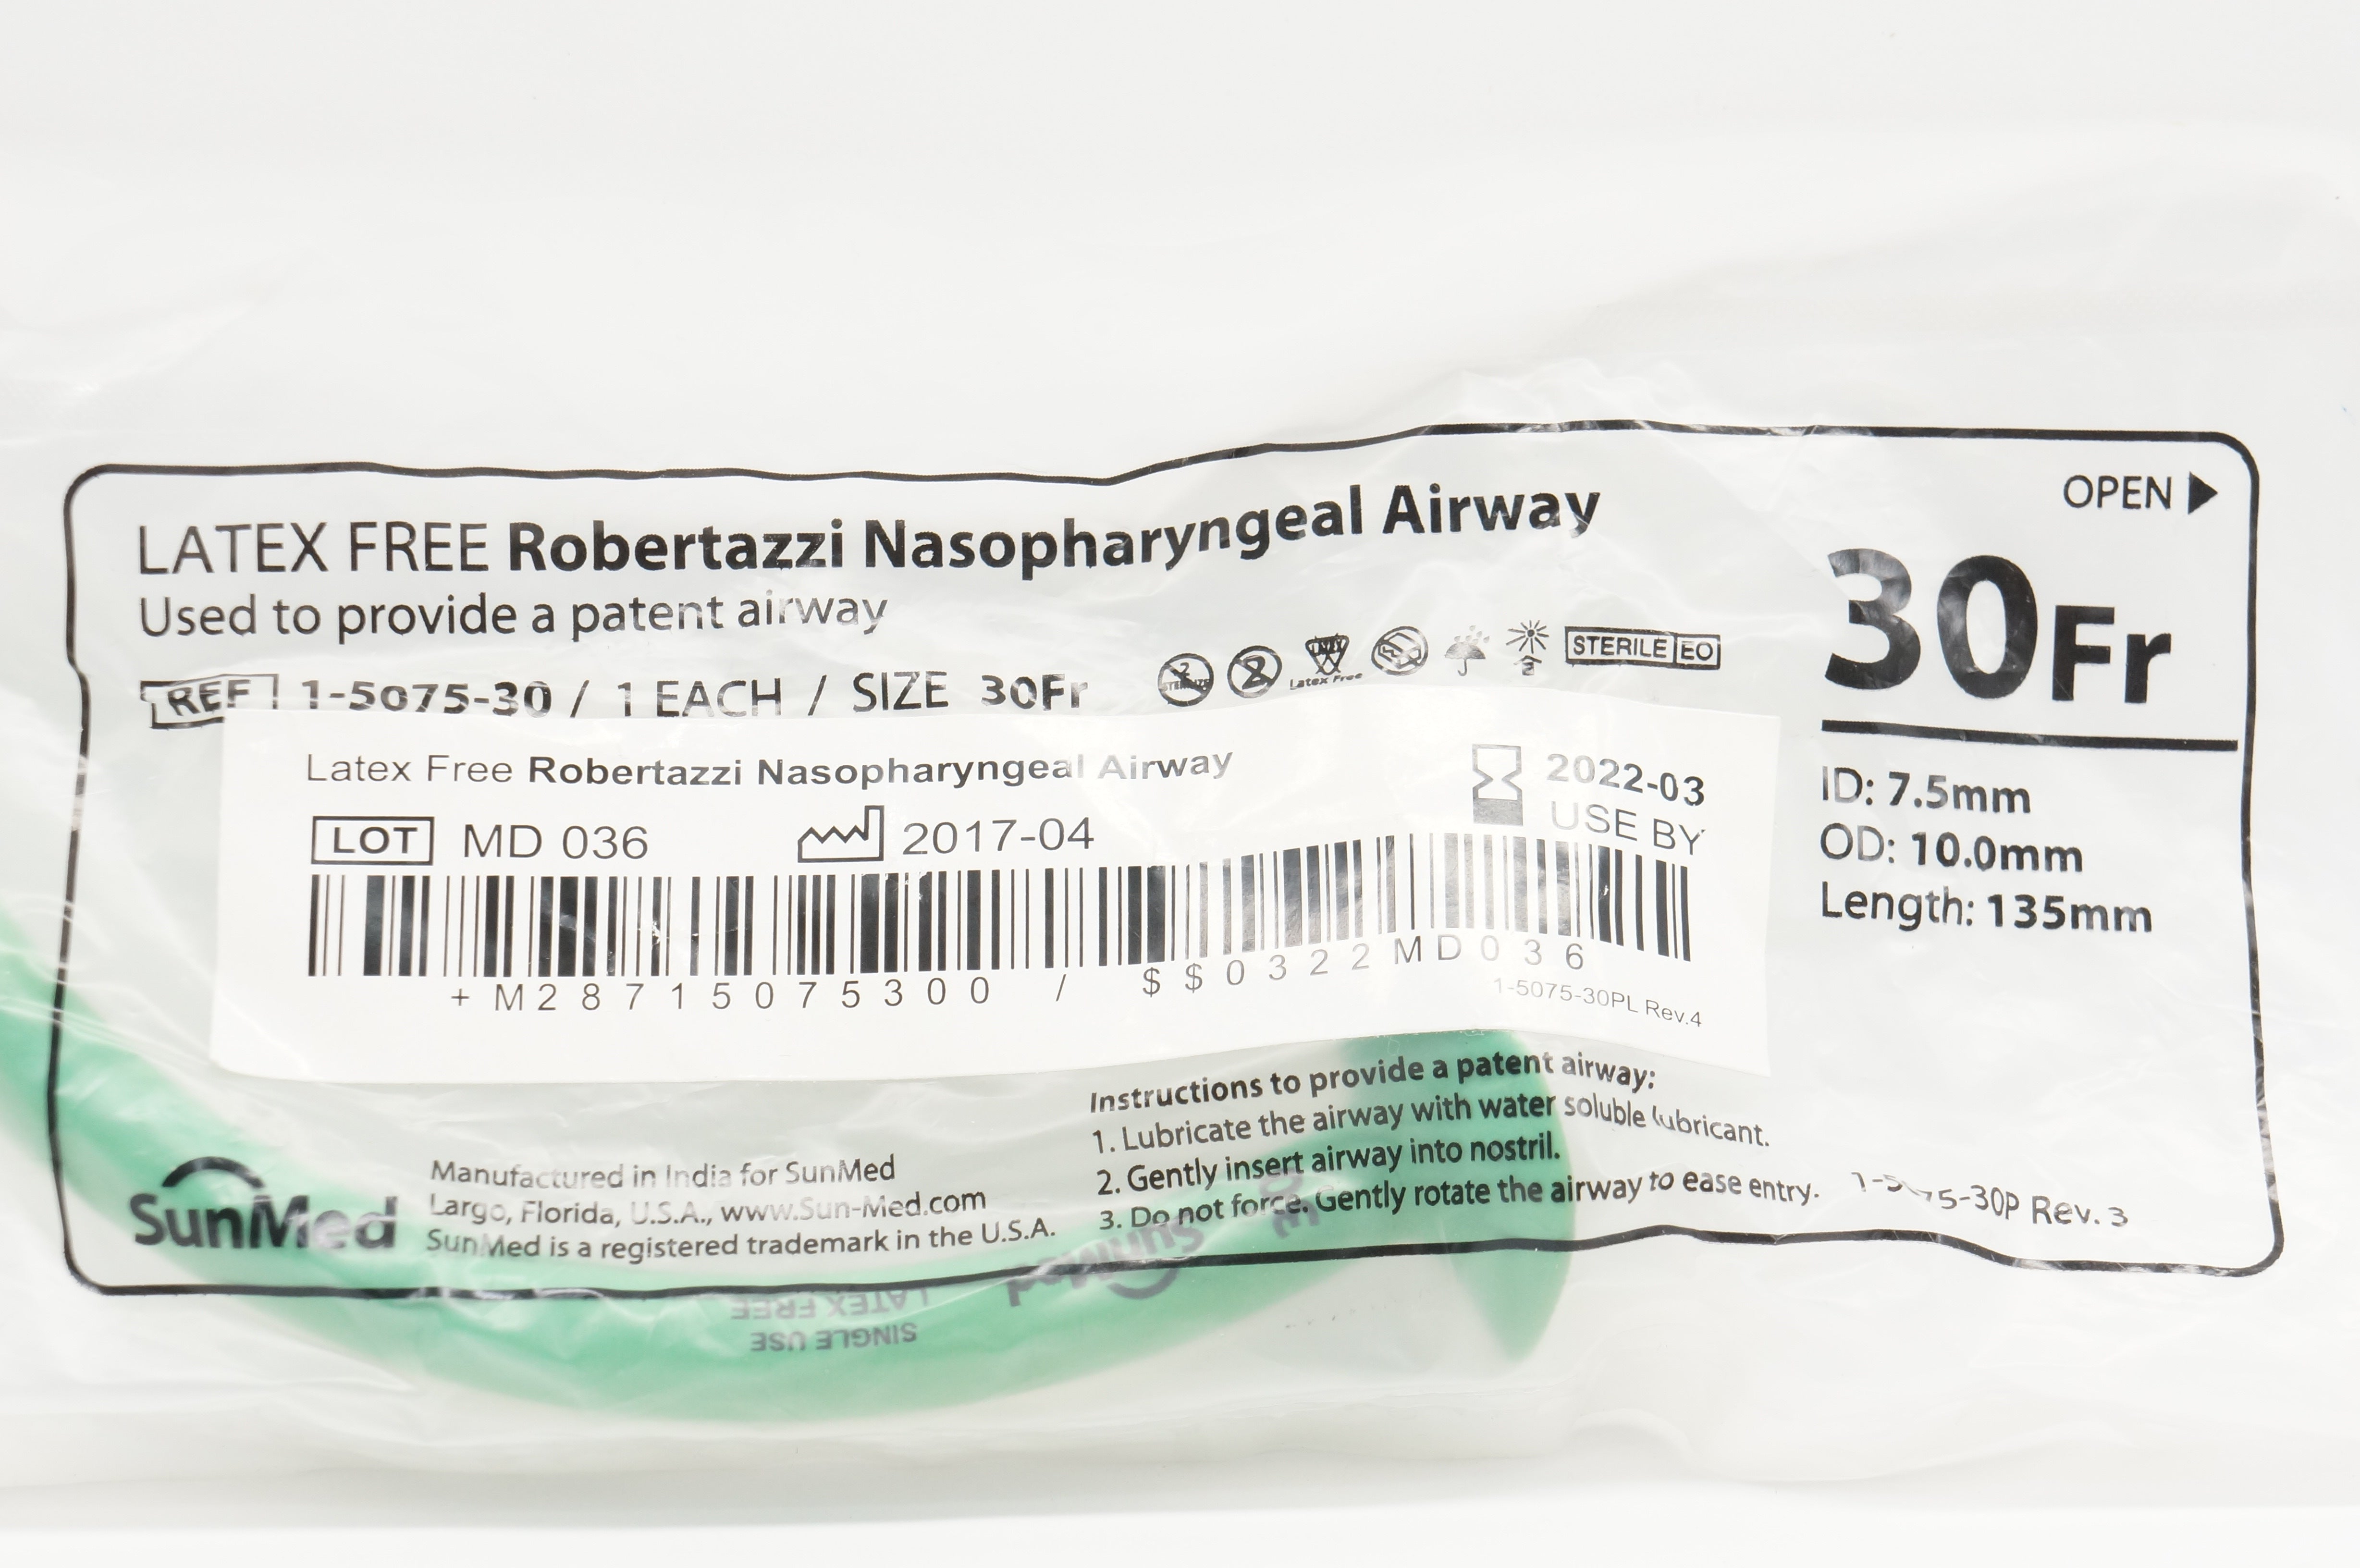 OPEN
LATEX FREE Robertazzi Nasopharyngeal Airway
Used to provide a patent airway
REF 1-5075-30 / 1 EACH / SIZE 30Fr
Latex Free
STERILE EO
30Fr
ID: 7.5mm
OD: 10.0mm
Length: 135mm
Latex Free Robertazzi Nasopharyngeal Airway
2022-03
USE BY
LOT MD 036
2017-04
+M28715075300 / $$0322MD036
1-5075-30PL Rev.4
Instructions to provide a patent airway:
1. Lubricate the airway with water soluble lubricant.
2. Gently insert airway into nostril.
3. Do not force. Gently rotate the airway to ease entry.
SunMed
Manufactured in India for SunMed
Largo, Florida, U.S.A., www.Sun-Med.com
SunMed is a registered trademark in the U.S.A.
Rev. 3
SunMed
30
LATEX FREE
SINGLE USE